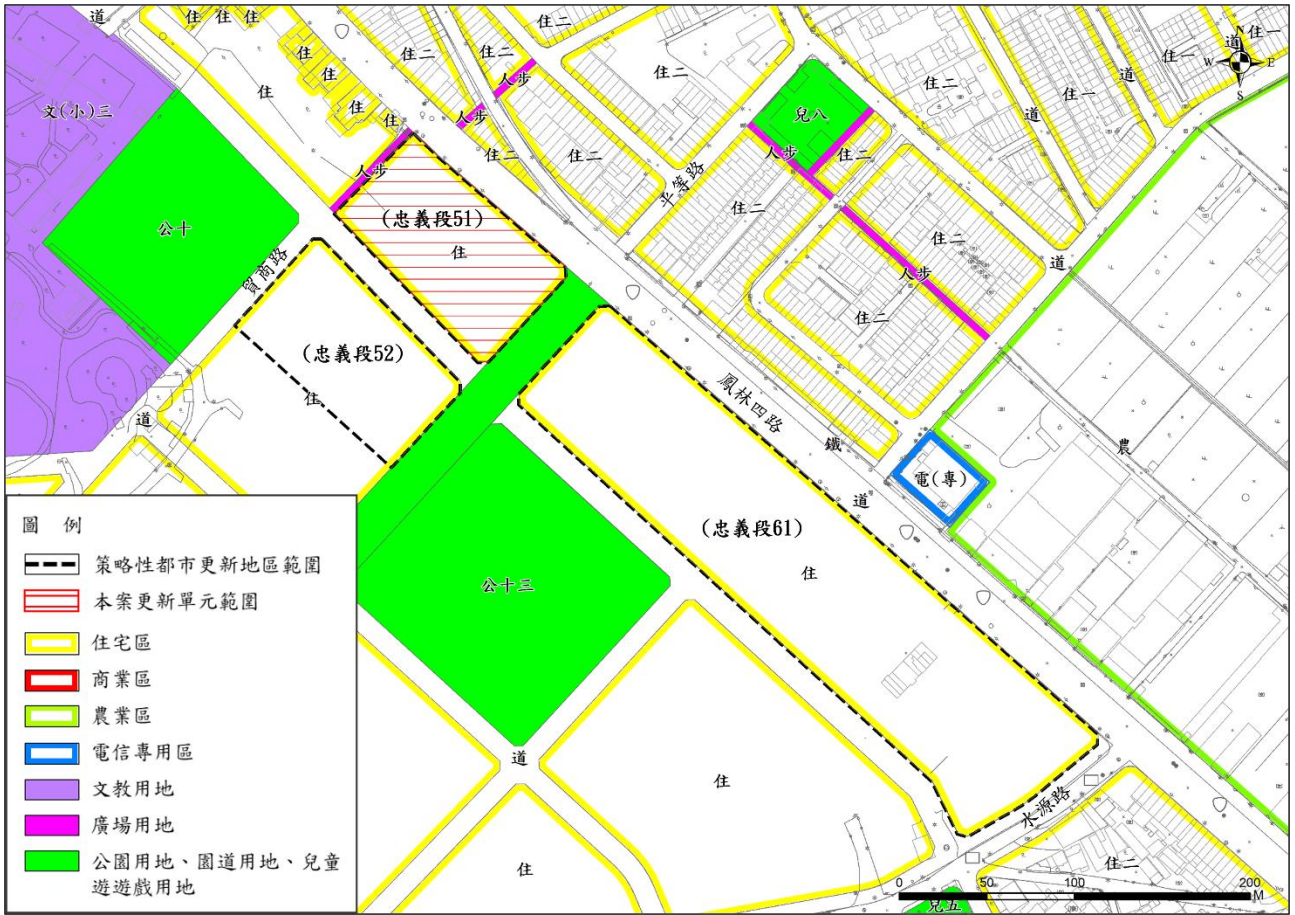 道
住
住
住
住二
住二
住二
道
住一
N
W
E
S
住一
住
住
住二
住
人步
住二
住一
文(小)三
住
住
兒八
道
人步
住二
住二
人步
人步
住二
公十
(忠義段51)
住
平等路
住二
住二
道
貿商路
人步
住二
(忠義段52)
住
道
鳳林四路
鐵
道
農
電(專)
(忠義段61)
住
公十三
住
道
住
水源路
住二
兒五
圖 例
策略性都市更新地區範圍
本案更新單元範圍
住宅區
商業區
農業區
電信專用區
文教用地
廣場用地
公園用地、園道用地、兒童
遊遊戲用地
0 50 100 200
M